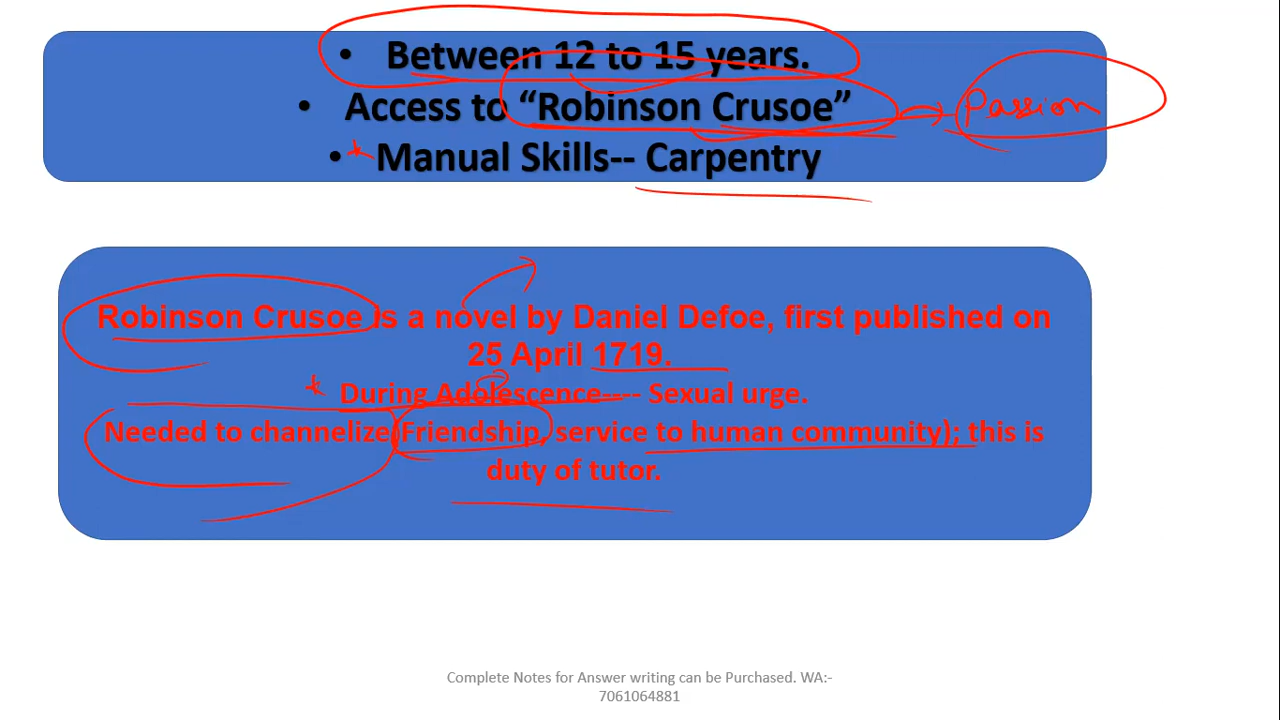 • Between 12 to 15 years.
• Access to “Robinson Crusoe” Passion
• Manual Skills-- Carpentry
Robinson Crusoe is a novel by Daniel Defoe, first published on
25 April 1719.
During Adolescence---- Sexual urge.
Needed to channelize(Friendship, service to human community); this is
duty of tutor.
Complete Notes for Answer writing can be Purchased. WA:-
7061064881